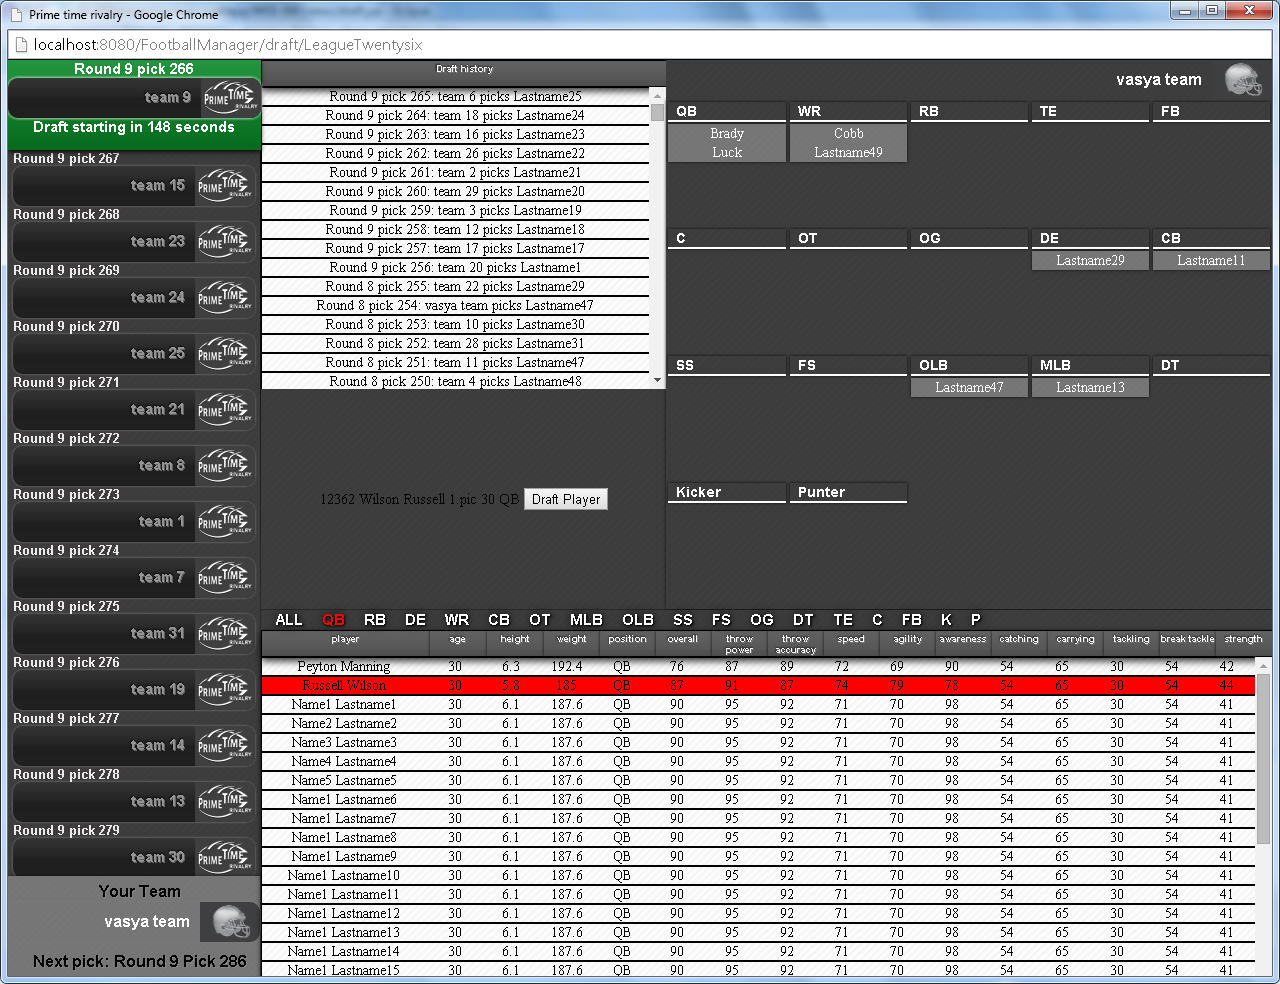 Prime time rivalry - Google Chrome
localhost:8080/FootballManager/draft/LeagueTwentysix
Round 9 pick 266
team 9
PRIMETIME RIVALRY
Draft starting in 148 seconds
Round 9 pick 267
team 15
PRIMETIME RIVALRY
Round 9 pick 268
team 23
PRIMETIME RIVALRY
Round 9 pick 269
team 24
PRIMETIME RIVALRY
Round 9 pick 270
team 25
PRIMETIME RIVALRY
Round 9 pick 271
team 21
PRIMETIME RIVALRY
Round 9 pick 272
team 8
PRIMETIME RIVALRY
Round 9 pick 273
team 1
PRIMETIME RIVALRY
Round 9 pick 274
team 7
PRIMETIME RIVALRY
Round 9 pick 275
team 31
PRIMETIME RIVALRY
Round 9 pick 276
team 19
PRIMETIME RIVALRY
Round 9 pick 277
team 14
PRIMETIME RIVALRY
Round 9 pick 278
team 13
PRIMETIME RIVALRY
Round 9 pick 279
team 30
PRIMETIME RIVALRY
Your Team
vasya team
Next pick: Round 9 Pick 286
Draft history
Round 9 pick 265: team 6 picks Lastname25
Round 9 pick 264: team 18 picks Lastname24
Round 9 pick 263: team 16 picks Lastname23
Round 9 pick 262: team 26 picks Lastname22
Round 9 pick 261: team 2 picks Lastname21
Round 9 pick 260: team 29 picks Lastname20
Round 9 pick 259: team 3 picks Lastname19
Round 9 pick 258: team 12 picks Lastname18
Round 9 pick 257: team 17 picks Lastname17
Round 9 pick 256: team 20 picks Lastname1
Round 8 pick 255: team 22 picks Lastname29
Round 8 pick 254: vasya team picks Lastname47
Round 8 pick 253: team 10 picks Lastname30
Round 8 pick 252: team 28 picks Lastname31
Round 8 pick 251: team 11 picks Lastname47
Round 8 pick 250: team 4 picks Lastname48
12362 Wilson Russell 1.pic 30 QB Draft Player
vasya team
QB WR RB TE FB
Brady Cobb
Luck Lastname49
C OT OG DE CB
Lastname29 Lastname11
SS FS OLB MLB DT
Lastname47 Lastname13
Kicker Punter
ALL QB RB DE WR CB OT MLB OLB SS FS OG DT TE C FB K P
player age height weight position overall throw power throw accuracy speed agility awareness catching carrying tackling break tackle strength
Peyton Manning 30 6.3 192.4 QB 76 87 89 72 69 90 54 65 30 54 42
Russell Wilson 30 5.8 185 QB 87 91 87 74 79 78 54 65 30 54 44
Name1 Lastname1 30 6.1 187.6 QB 90 95 92 71 70 98 54 65 30 54 41
Name2 Lastname2 30 6.1 187.6 QB 90 95 92 71 70 98 54 65 30 54 41
Name3 Lastname3 30 6.1 187.6 QB 90 95 92 71 70 98 54 65 30 54 41
Name4 Lastname4 30 6.1 187.6 QB 90 95 92 71 70 98 54 65 30 54 41
Name5 Lastname5 30 6.1 187.6 QB 90 95 92 71 70 98 54 65 30 54 41
Name1 Lastname6 30 6.1 187.6 QB 90 95 92 71 70 98 54 65 30 54 41
Name1 Lastname7 30 6.1 187.6 QB 90 95 92 71 70 98 54 65 30 54 41
Name1 Lastname8 30 6.1 187.6 QB 90 95 92 71 70 98 54 65 30 54 41
Name1 Lastname9 30 6.1 187.6 QB 90 95 92 71 70 98 54 65 30 54 41
Name1 Lastname10 30 6.1 187.6 QB 90 95 92 71 70 98 54 65 30 54 41
Name1 Lastname11 30 6.1 187.6 QB 90 95 92 71 70 98 54 65 30 54 41
Name1 Lastname12 30 6.1 187.6 QB 90 95 92 71 70 98 54 65 30 54 41
Name1 Lastname13 30 6.1 187.6 QB 90 95 92 71 70 98 54 65 30 54 41
Name1 Lastname14 30 6.1 187.6 QB 90 95 92 71 70 98 54 65 30 54 41
Name1 Lastname15 30 6.1 187.6 QB 90 95 92 71 70 98 54 65 30 54 41